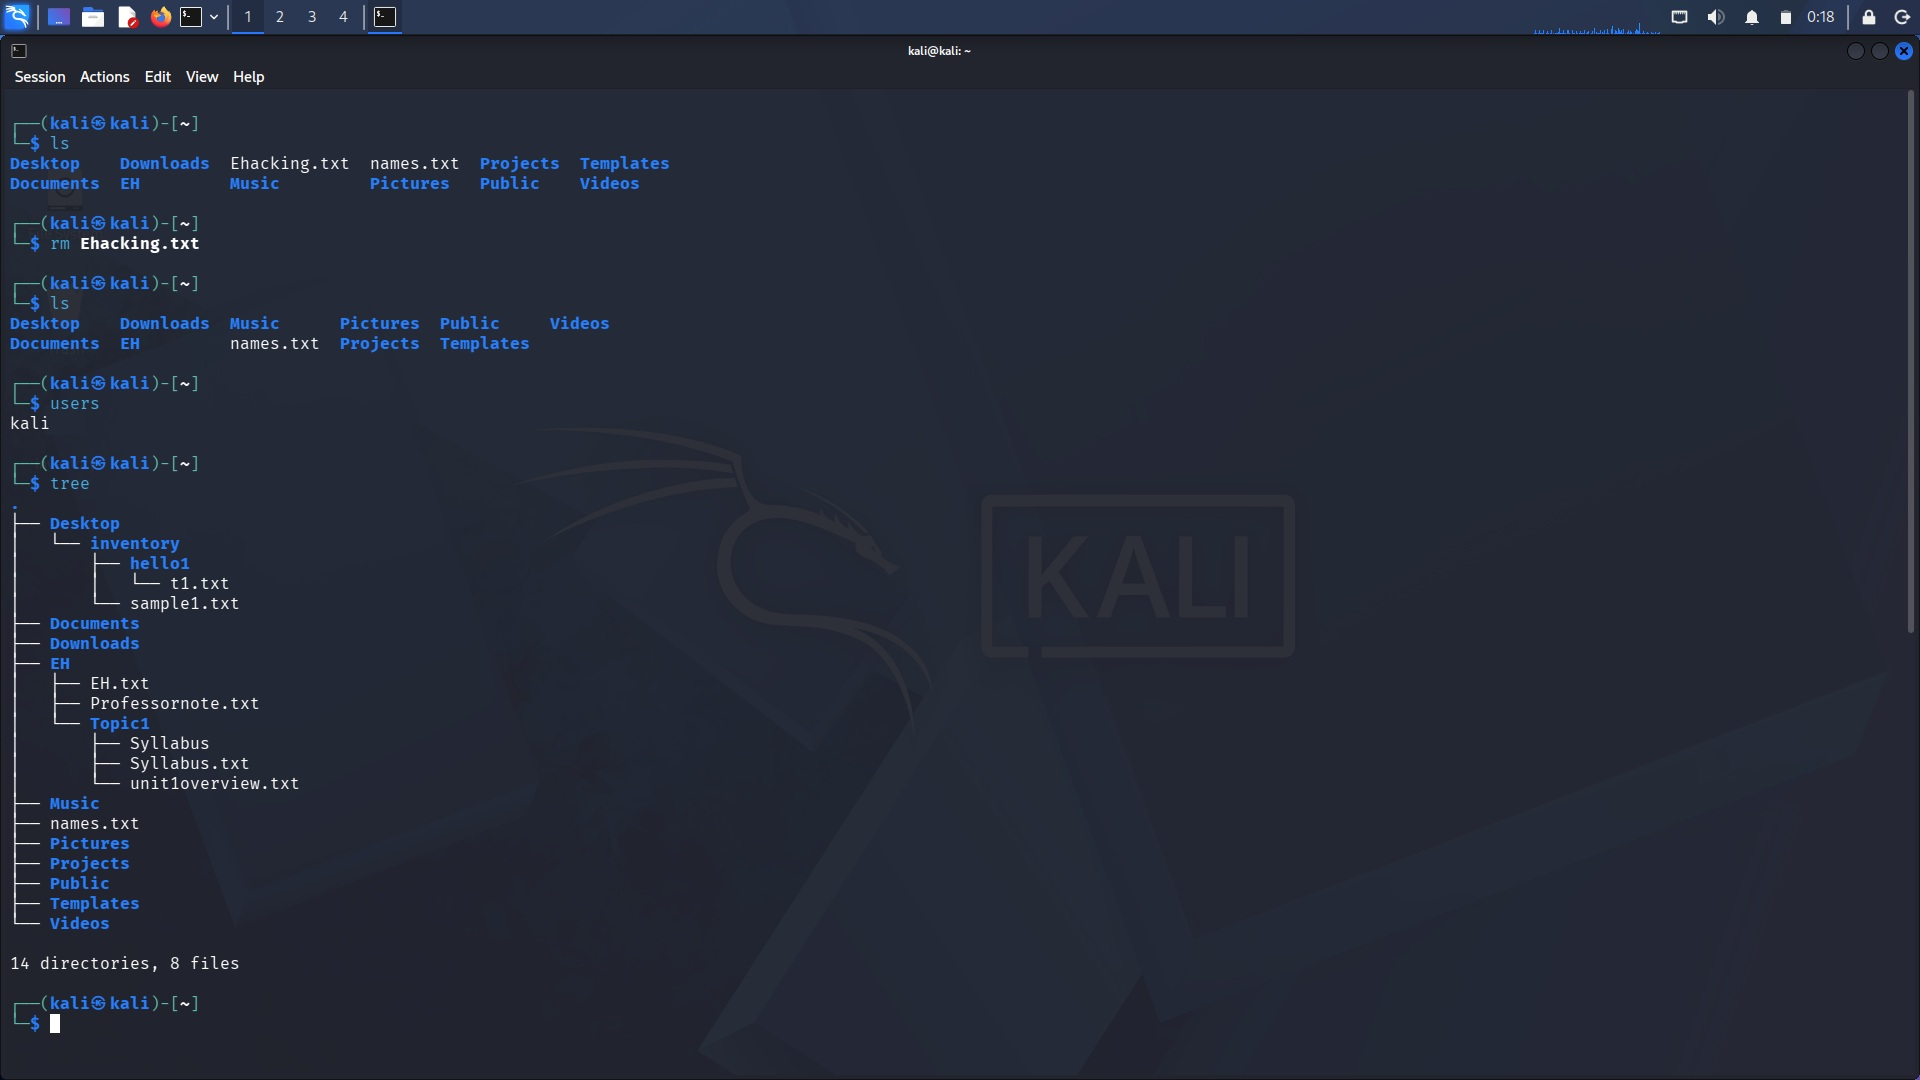 1 2 3 4 0:18
kali@kali: ~
Session Actions Edit View Help
┌──(kali㉿kali)-[~]
└─$ ls
Desktop    Downloads  Ehacking.txt  names.txt  Projects  Templates
Documents  EH         Music         Pictures   Public    Videos
┌──(kali㉿kali)-[~]
└─$ rm Ehacking.txt
┌──(kali㉿kali)-[~]
└─$ ls
Desktop    Downloads  Music      Pictures  Public     Videos
Documents  EH         names.txt  Projects  Templates
┌──(kali㉿kali)-[~]
└─$ users
kali
┌──(kali㉿kali)-[~]
└─$ tree
.
├── Desktop
│   └── inventory
│       ├── hello1
│       │   └── t1.txt
│       └── sample1.txt
├── Documents
├── Downloads
├── EH
│   ├── EH.txt
│   ├── Professornote.txt
│   └── Topic1
│       ├── Syllabus
│       ├── Syllabus.txt
│       └── unit1overview.txt
├── Music
├── names.txt
├── Pictures
├── Projects
├── Public
├── Templates
└── Videos
14 directories, 8 files
┌──(kali㉿kali)-[~]
└─$
KALI